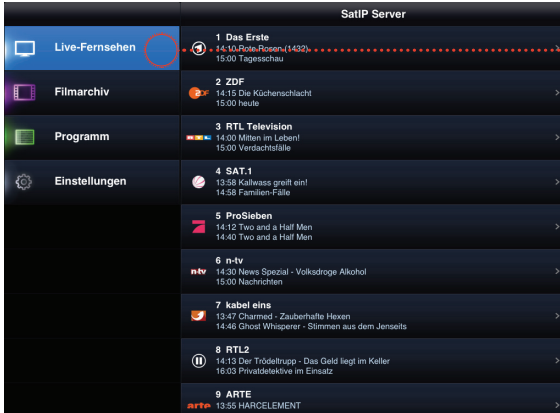 SatIP Server
Live-Fernsehen
Filmarchiv
Programm
Einstellungen
1 Das Erste
14:10 Rote Rosen (1432)
15:00 Tagesschau
ZDF
2 ZDF
14:15 Die Küchenschlacht
15:00 heute
RTL
3 RTL Television
14:00 Mitten im Leben!
15:00 Verdachtsfälle
4 SAT.1
13:58 Kallwass greift ein!
14:58 Familien-Fälle
5 ProSieben
14:12 Two and a Half Men
14:40 Two and a Half Men
n-tv
6 n-tv
14:30 News Spezial - Volksdroge Alkohol
15:00 Nachrichten
7 kabel eins
13:47 Charmed - Zauberhafte Hexen
14:46 Ghost Whisperer - Stimmen aus dem Jenseits
8 RTL2
14:13 Der Trödeltrupp - Das Geld liegt im Keller
16:03 Privatdetektive im Einsatz
arte
9 ARTE
13:55 HARCELEMENT